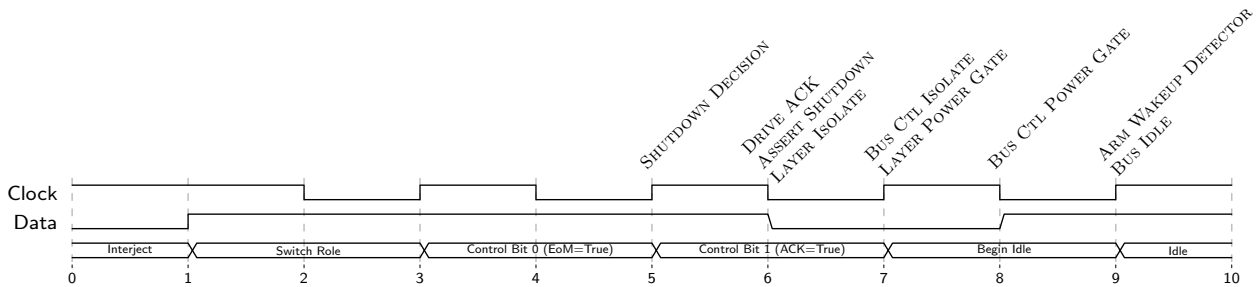 SHUTDOWN DECISION
DRIVE ACK
ASSERT SHUTDOWN
LAYER ISOLATE
BUS CTL ISOLATE
LAYER POWER GATE
BUS CTL POWER GATE
ARM WAKEUP DETECTOR
BUS IDLE
Clock
Data
Interject Switch Role Control Bit 0 (EoM=True) Control Bit 1 (ACK=True) Begin Idle Idle
0 1 2 3 4 5 6 7 8 9 10